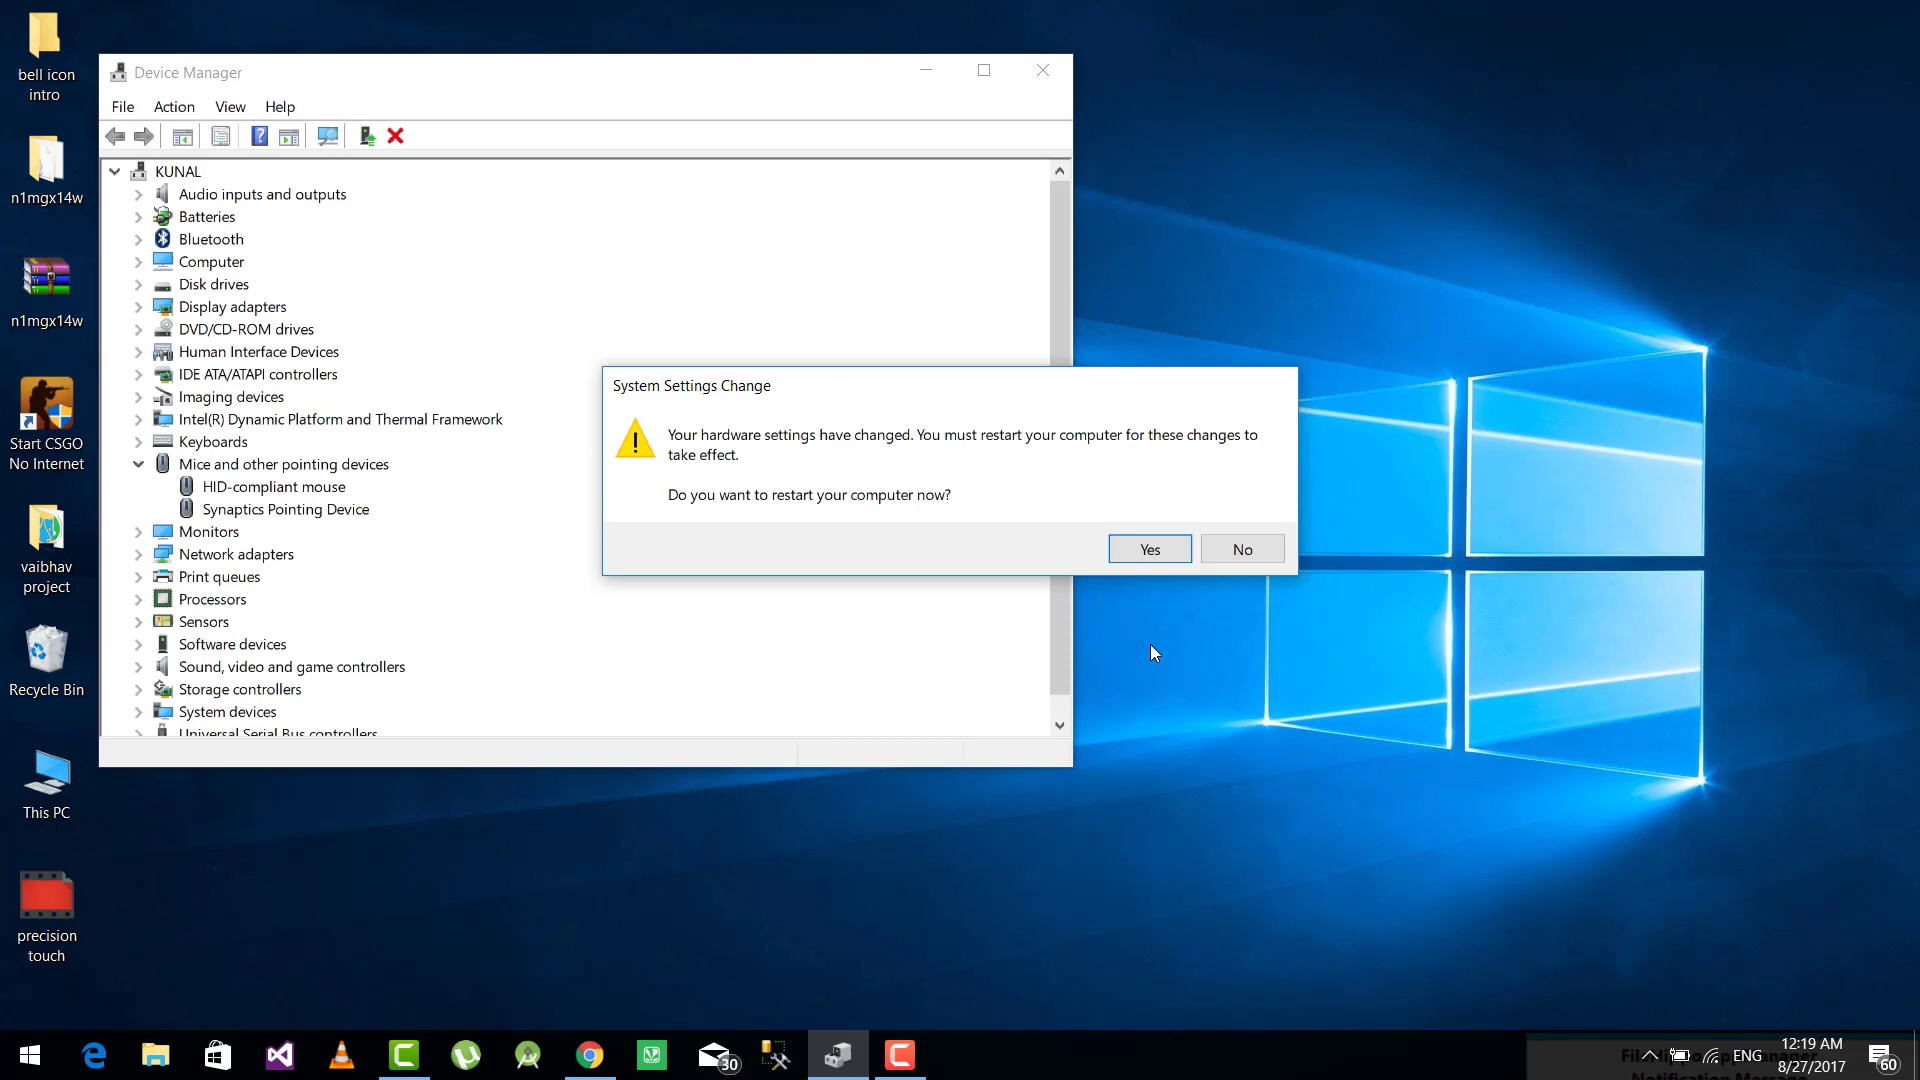 bell icon
intro
n1mgx14w
n1mgx14w
Start CSGO
No Internet
vaibhav
project
Recycle Bin
This PC
precision
touch
Device Manager
File Action View Help
KUNAL
Audio inputs and outputs
Batteries
Bluetooth
Computer
Disk drives
Display adapters
DVD/CD-ROM drives
Human Interface Devices
IDE ATA/ATAPI controllers
Imaging devices
Intel(R) Dynamic Platform and Thermal Framework
Keyboards
Mice and other pointing devices
HID-compliant mouse
Synaptics Pointing Device
Monitors
Network adapters
Print queues
Processors
Sensors
Software devices
Sound, video and game controllers
Storage controllers
System devices
Universal Serial Bus controllers
System Settings Change
Your hardware settings have changed. You must restart your computer for these changes to
take effect.
Do you want to restart your computer now?
Yes No
30
ENG
12:19 AM
8/27/2017
60